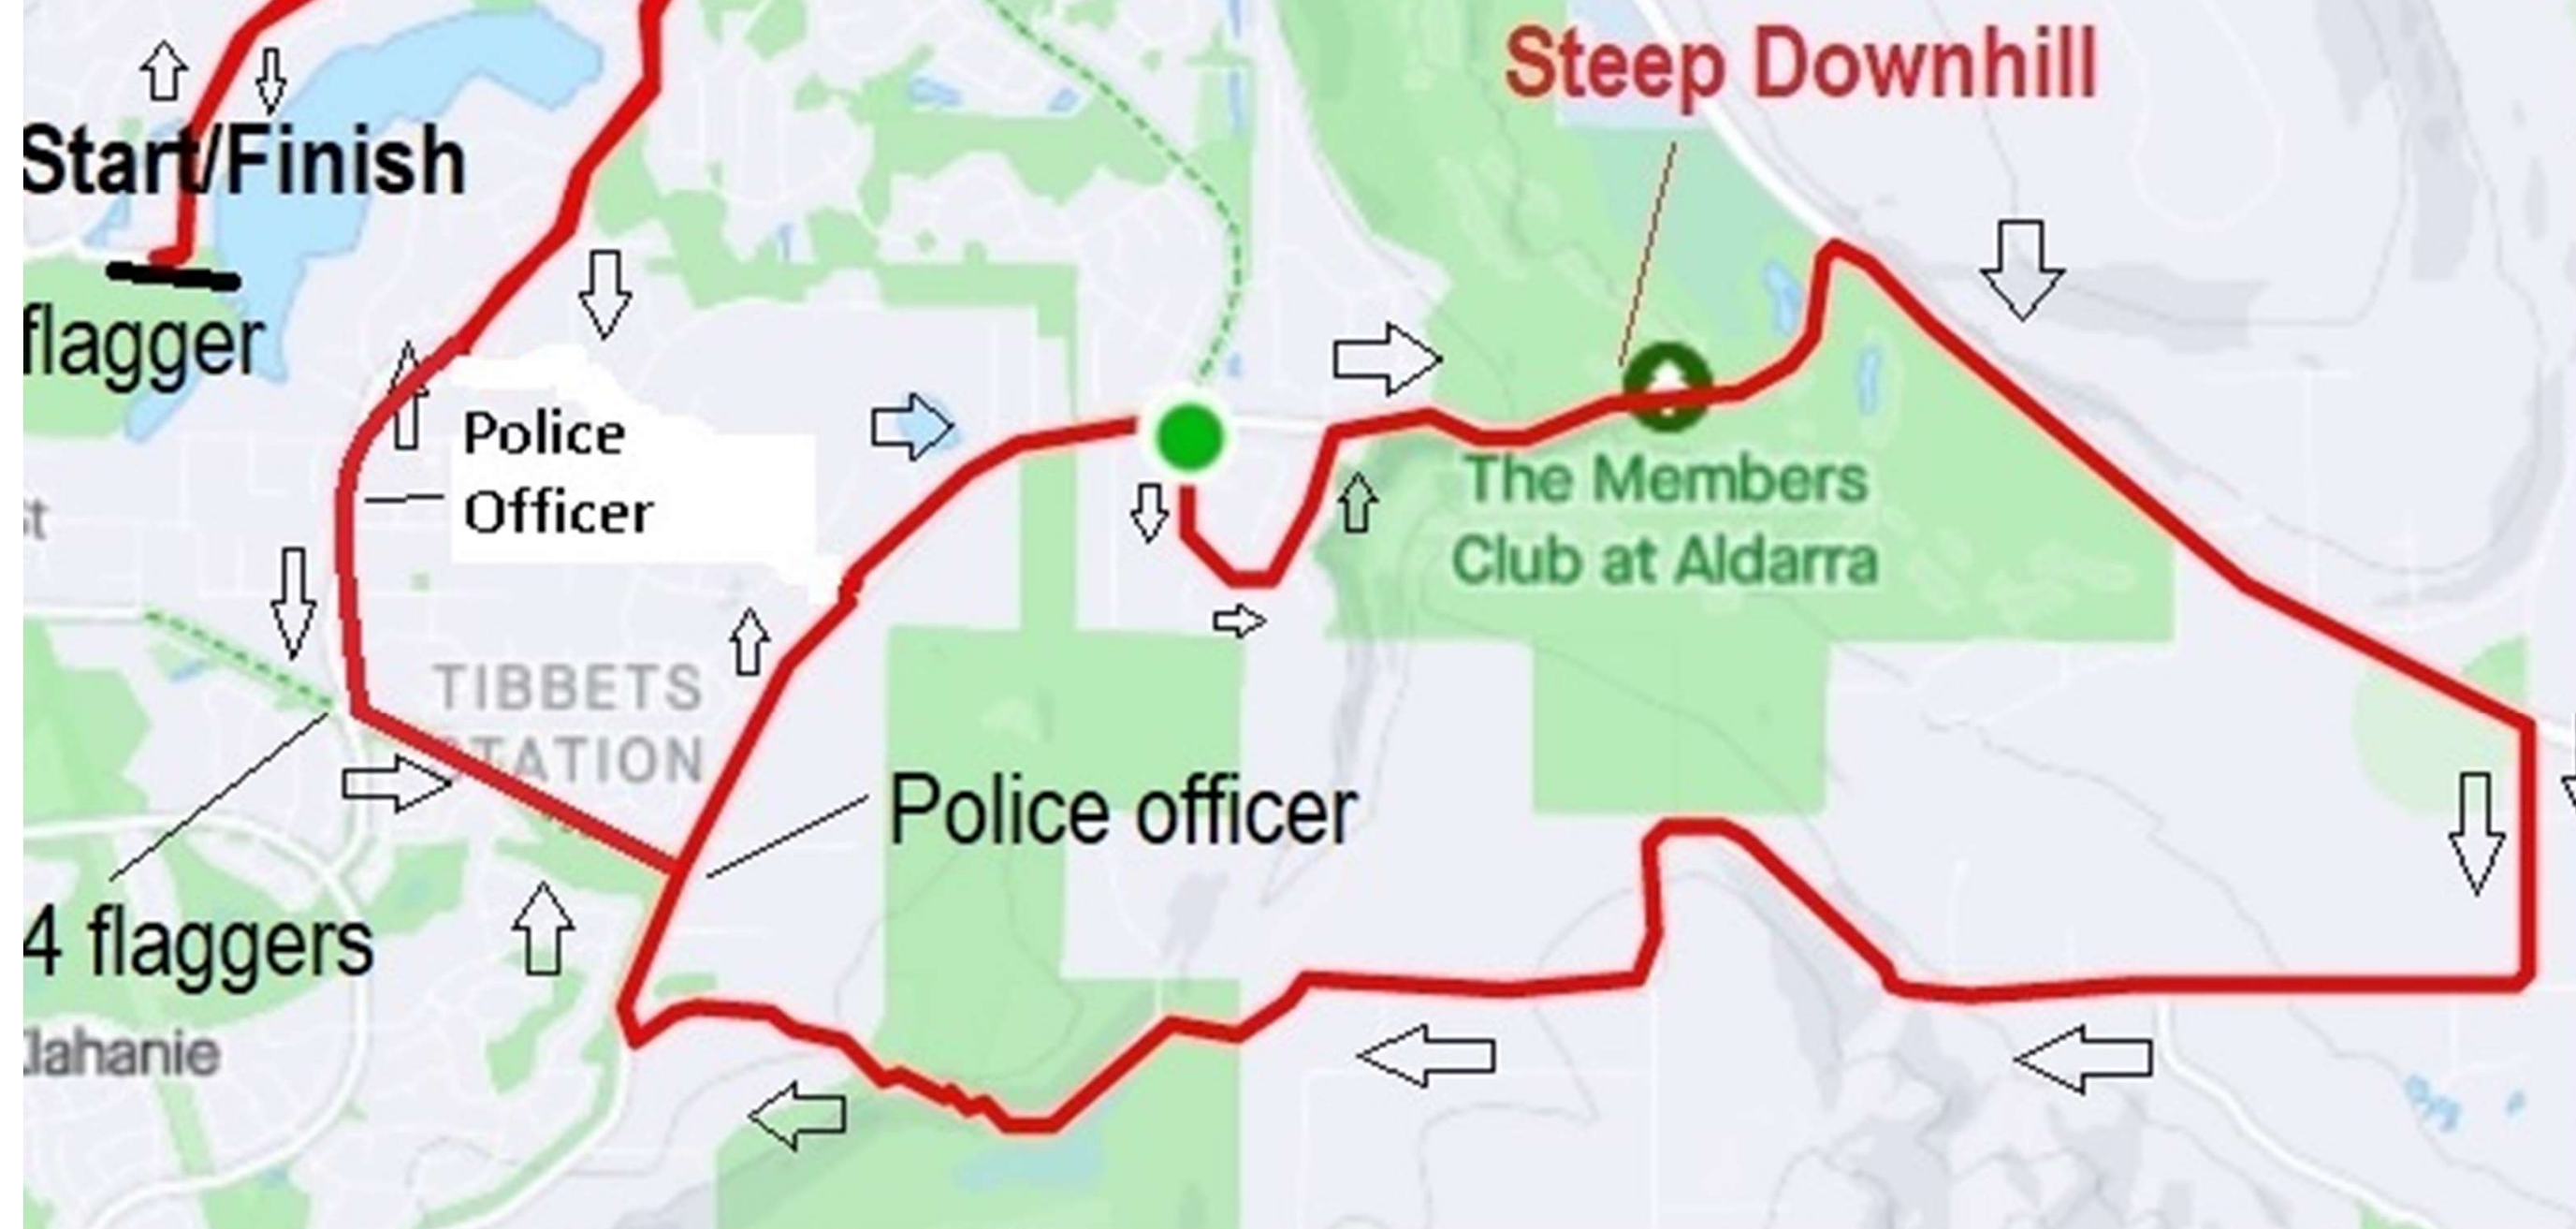 Steep Downhill
Start/Finish
flagger
Police
Officer
The Members
Club at Aldarra
TIBBETS
STATION
Police officer
4 flaggers